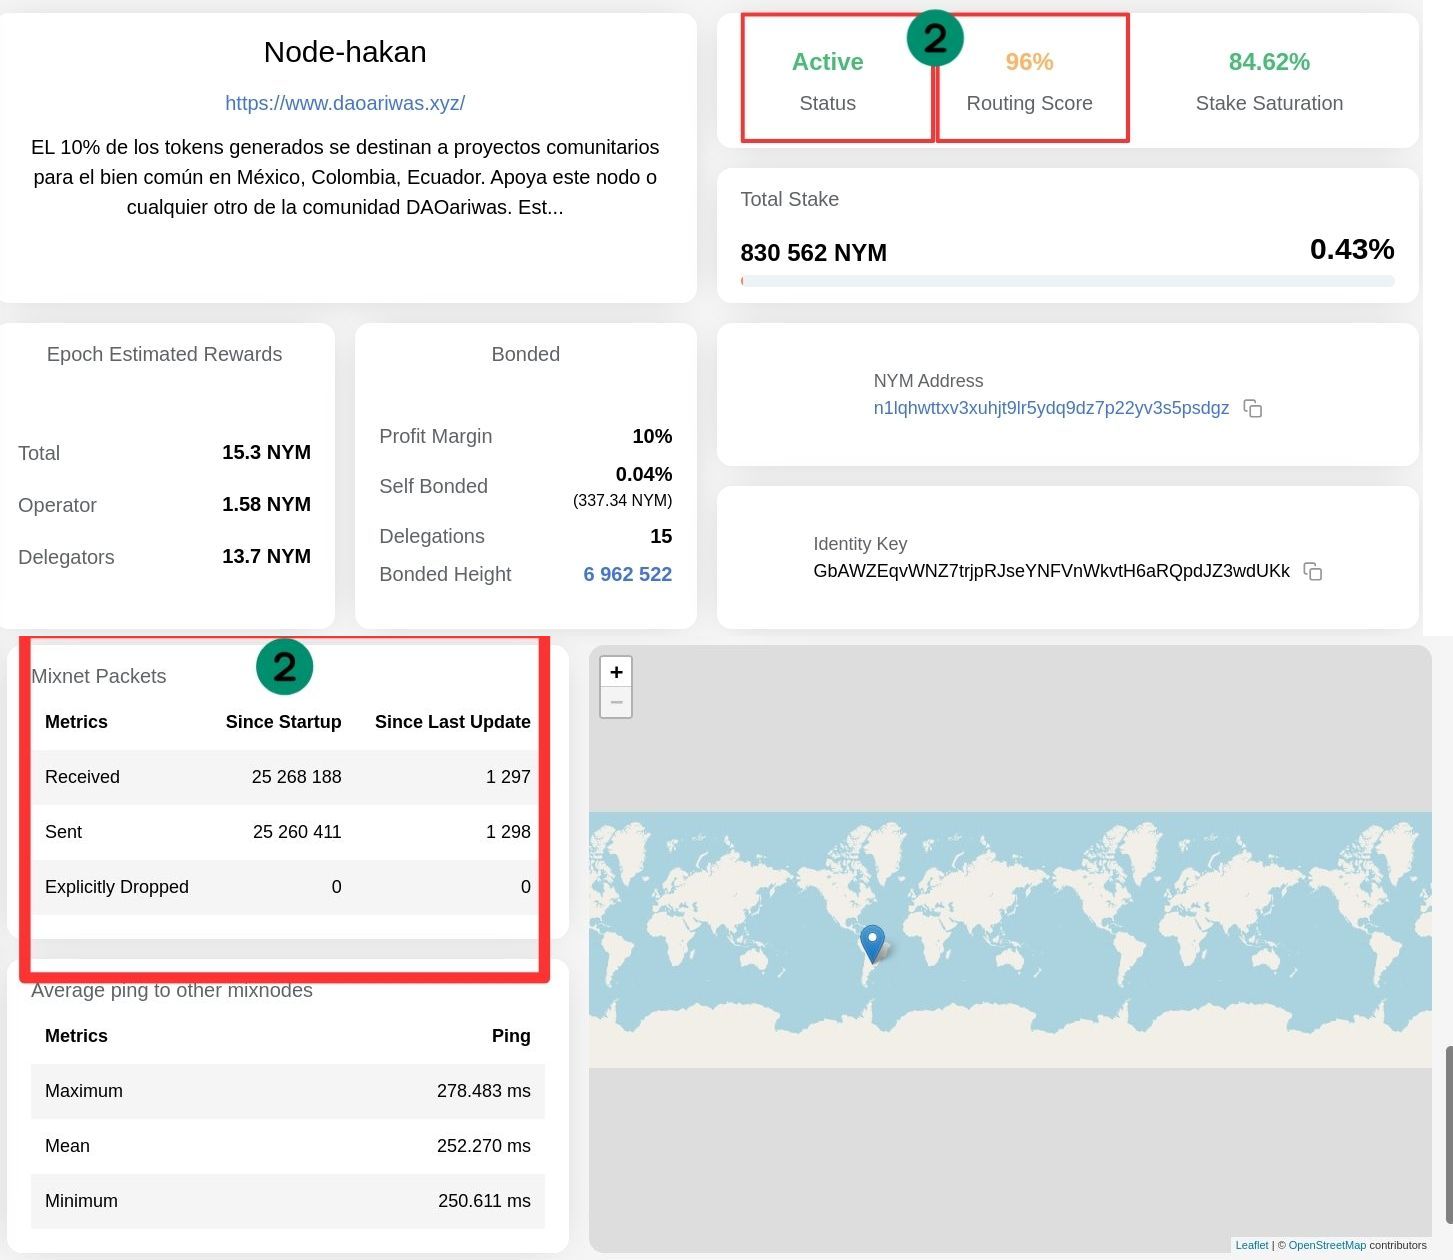 Node-hakan
https://www.daoariwas.xyz/
EL 10% de los tokens generados se destinan a proyectos comunitarios
para el bien común en México, Colombia, Ecuador. Apoya este nodo o
cualquier otro de la comunidad DAOariwas. Est...
2
Active
Status
96%
Routing Score
84.62%
Stake Saturation
Total Stake
830 562 NYM 0.43%
Epoch Estimated Rewards
Total 15.3 NYM
Operator 1.58 NYM
Delegators 13.7 NYM
Bonded
Profit Margin 10%
Self Bonded 0.04%
(337.34 NYM)
Delegations 15
Bonded Height 6 962 522
NYM Address
n1lqhwttxv3xuhjt9lr5ydq9dz7p22yv3s5psdgz
Identity Key
GbAWZEqvWNZ7trjpRJseYNFVnWkvtH6aRQpdJZ3wdUKk
2
Mixnet Packets
Metrics Since Startup Since Last Update
Received 25 268 188 1 297
Sent 25 260 411 1 298
Explicitly Dropped 0 0
Average ping to other mixnodes
Metrics Ping
Maximum 278.483 ms
Mean 252.270 ms
Minimum 250.611 ms
+
−
Leaflet | © OpenStreetMap contributors